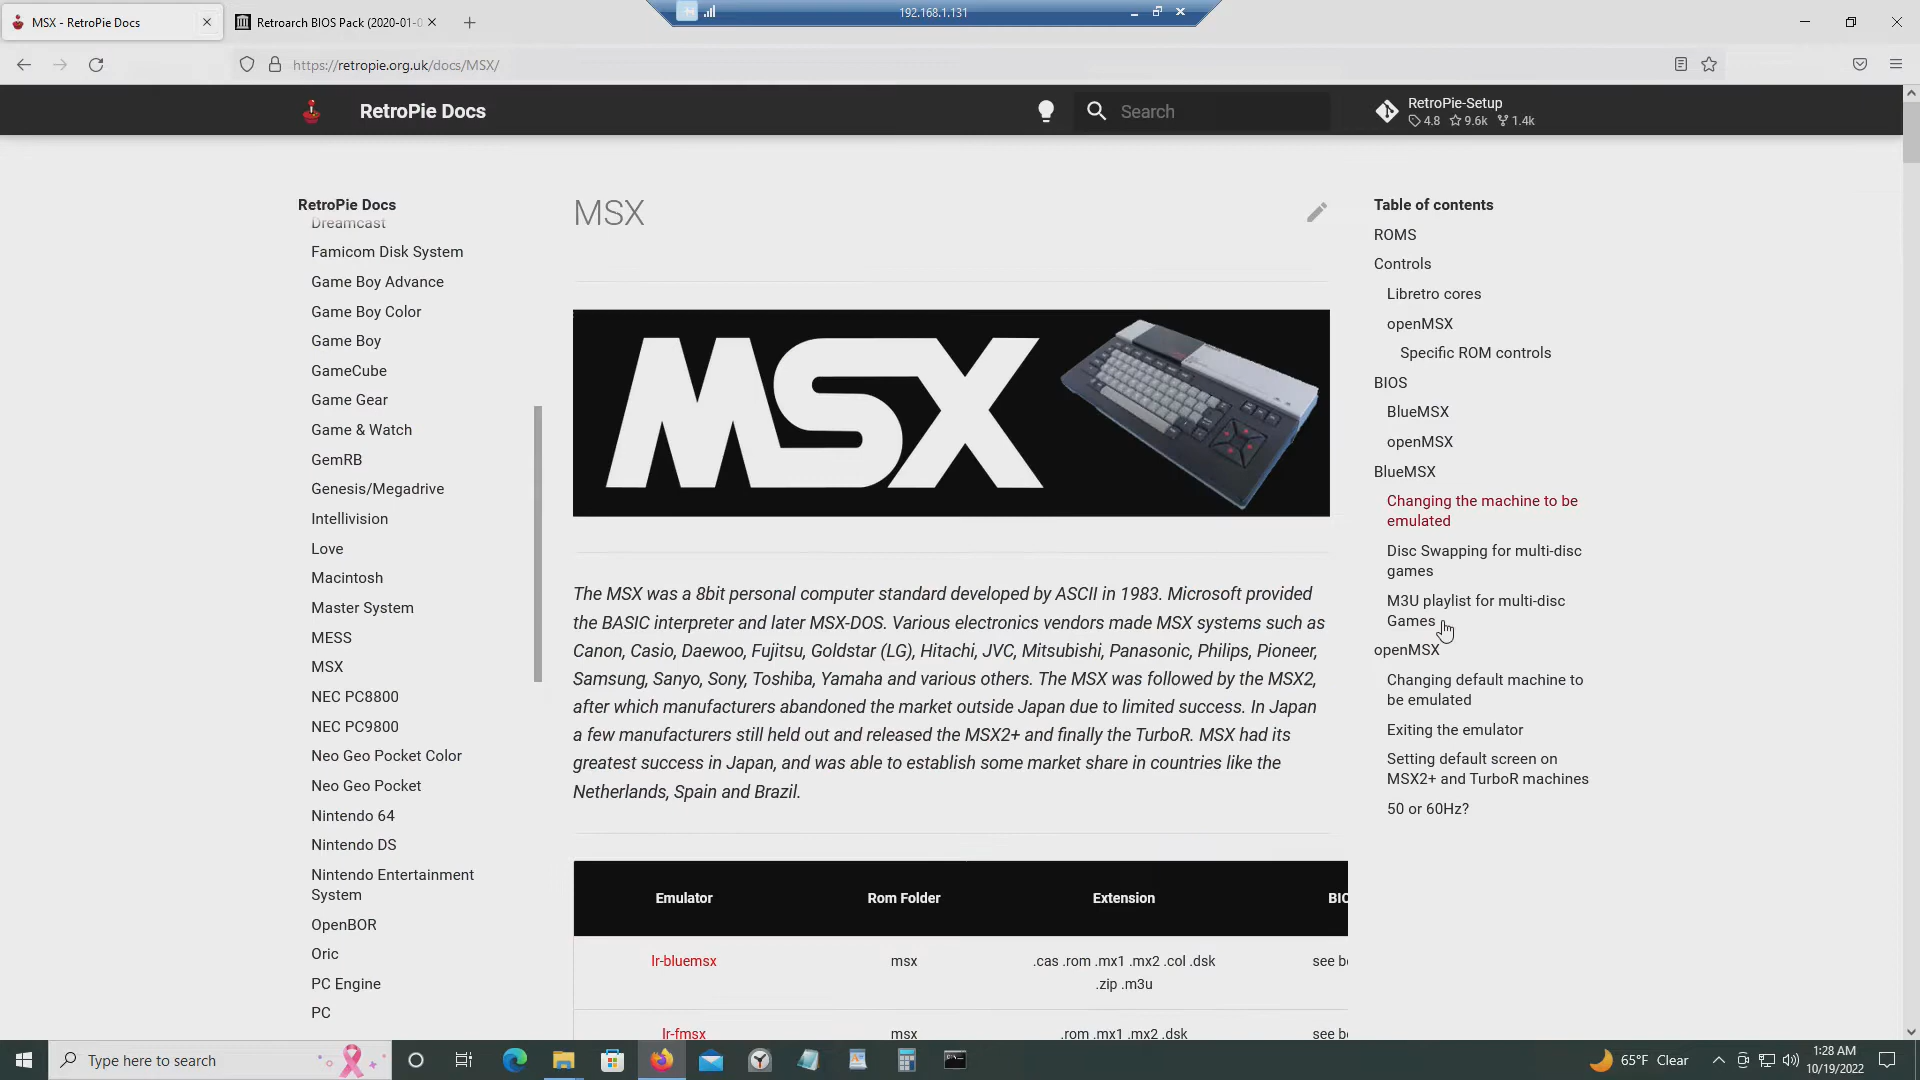 MSX - RetroPie Docs
Retroarch BIOS Pack (2020-01-0
192.168.1.131
https://retropie.org.uk/docs/MSX/
RetroPie Docs
Search
RetroPie-Setup
4.8 9.6k 1.4k
RetroPie Docs
Dreamcast
Famicom Disk System
Game Boy Advance
Game Boy Color
Game Boy
GameCube
Game Gear
Game & Watch
GemRB
Genesis/Megadrive
Intellivision
Love
Macintosh
Master System
MESS
MSX
NEC PC8800
NEC PC9800
Neo Geo Pocket Color
Neo Geo Pocket
Nintendo 64
Nintendo DS
Nintendo Entertainment
System
OpenBOR
Oric
PC Engine
PC
MSX
MSX
The MSX was a 8bit personal computer standard developed by ASCII in 1983. Microsoft provided
the BASIC interpreter and later MSX-DOS. Various electronics vendors made MSX systems such as
Canon, Casio, Daewoo, Fujitsu, Goldstar (LG), Hitachi, JVC, Mitsubishi, Panasonic, Philips, Pioneer,
Samsung, Sanyo, Sony, Toshiba, Yamaha and various others. The MSX was followed by the MSX2,
after which manufacturers abandoned the market outside Japan due to limited success. In Japan
a few manufacturers still held out and released the MSX2+ and finally the TurboR. MSX had its
greatest success in Japan, and was able to establish some market share in countries like the
Netherlands, Spain and Brazil.
Emulator Rom Folder Extension BIO
lr-bluemsx msx .cas .rom .mx1 .mx2 .col .dsk see be
.zip .m3u
lr-fmsx msx .rom .mx1 .mx2 .dsk see be
Table of contents
ROMS
Controls
Libretro cores
openMSX
Specific ROM controls
BIOS
BlueMSX
openMSX
BlueMSX
Changing the machine to be
emulated
Disc Swapping for multi-disc
games
M3U playlist for multi-disc
Games
openMSX
Changing default machine to
be emulated
Exiting the emulator
Setting default screen on
MSX2+ and TurboR machines
50 or 60Hz?
Type here to search
65°F Clear
1:28 AM
10/19/2022